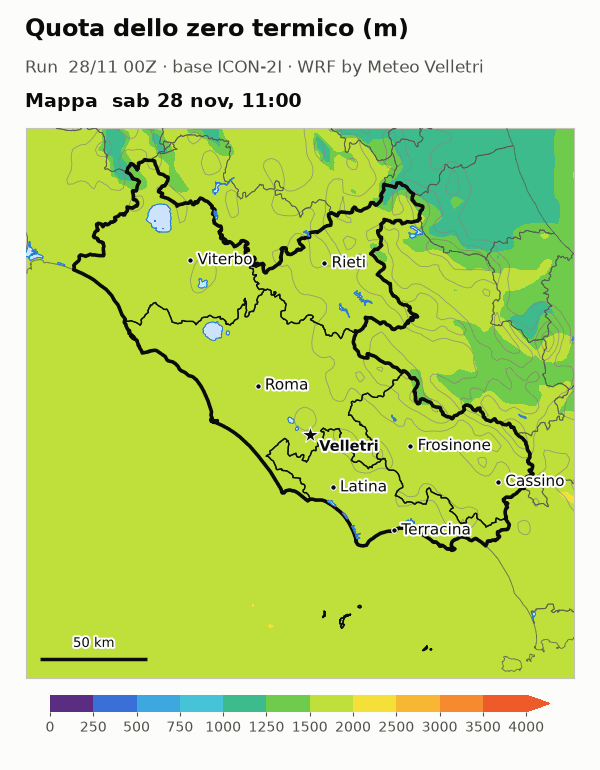 Quota dello zero termico (m)
Run  28/11 00Z · base ICON-2I · WRF by Meteo Velletri
Mappa  sab 28 nov, 11:00
Viterbo
Rieti
Roma
Velletri
Frosinone
Latina
Cassino
Terracina
50 km
0 250 500 750 1000 1250 1500 2000 2500 3000 3500 4000